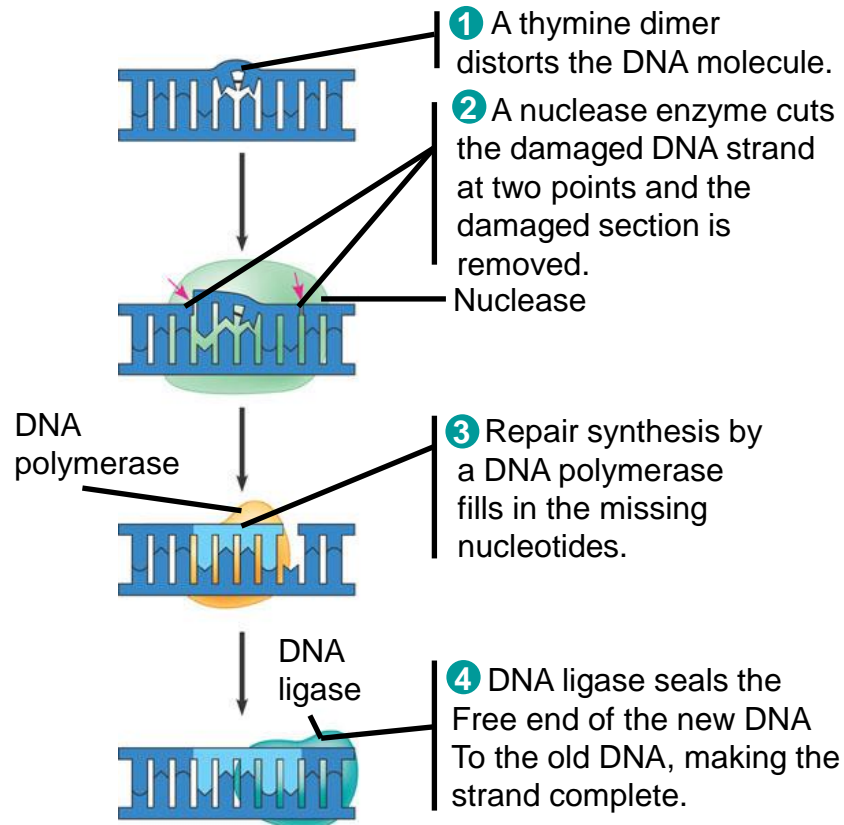 1 A thymine dimer
distorts the DNA molecule.
2 A nuclease enzyme cuts
the damaged DNA strand
at two points and the
damaged section is
removed.
Nuclease
DNA
polymerase
3 Repair synthesis by
a DNA polymerase
fills in the missing
nucleotides.
DNA
ligase
4 DNA ligase seals the
Free end of the new DNA
To the old DNA, making the
strand complete.